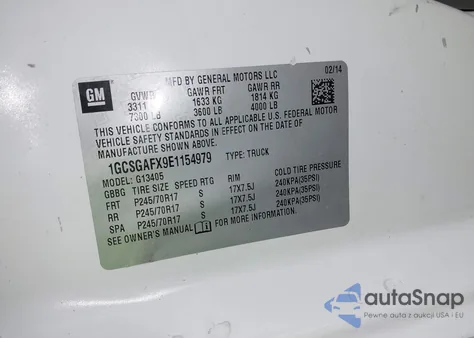 GM
MFD BY GENERAL MOTORS LLC
02/14
GVWR GAWR FRT GAWR RR
3311 1633 KG 1814 KG
7300 LB 3600 LB 4000 LB
THIS VEHICLE CONFORMS TO ALL APPLICABLE U.S. FEDERAL MOTOR
VEHICLE SAFETY STANDARDS IN EFFECT ON THE DATE OF
MANUFACTURE SHOWN ABOVE.
1GCSGAFX9E1154979 TYPE: TRUCK
MODEL: G13405
GBBG TIRE SIZE SPEED RTG RIM COLD TIRE PRESSURE
FRT P245/70R17 S 17X7.5J 240KPA(35PSI)
RR P245/70R17 S 17X7.5J 240KPA(35PSI)
SPA P245/70R17 S 17X7.5J 240KPA(35PSI)
SEE OWNER'S MANUAL FOR MORE INFORMATION.
autoSnap
Pewne auta z USA i EU